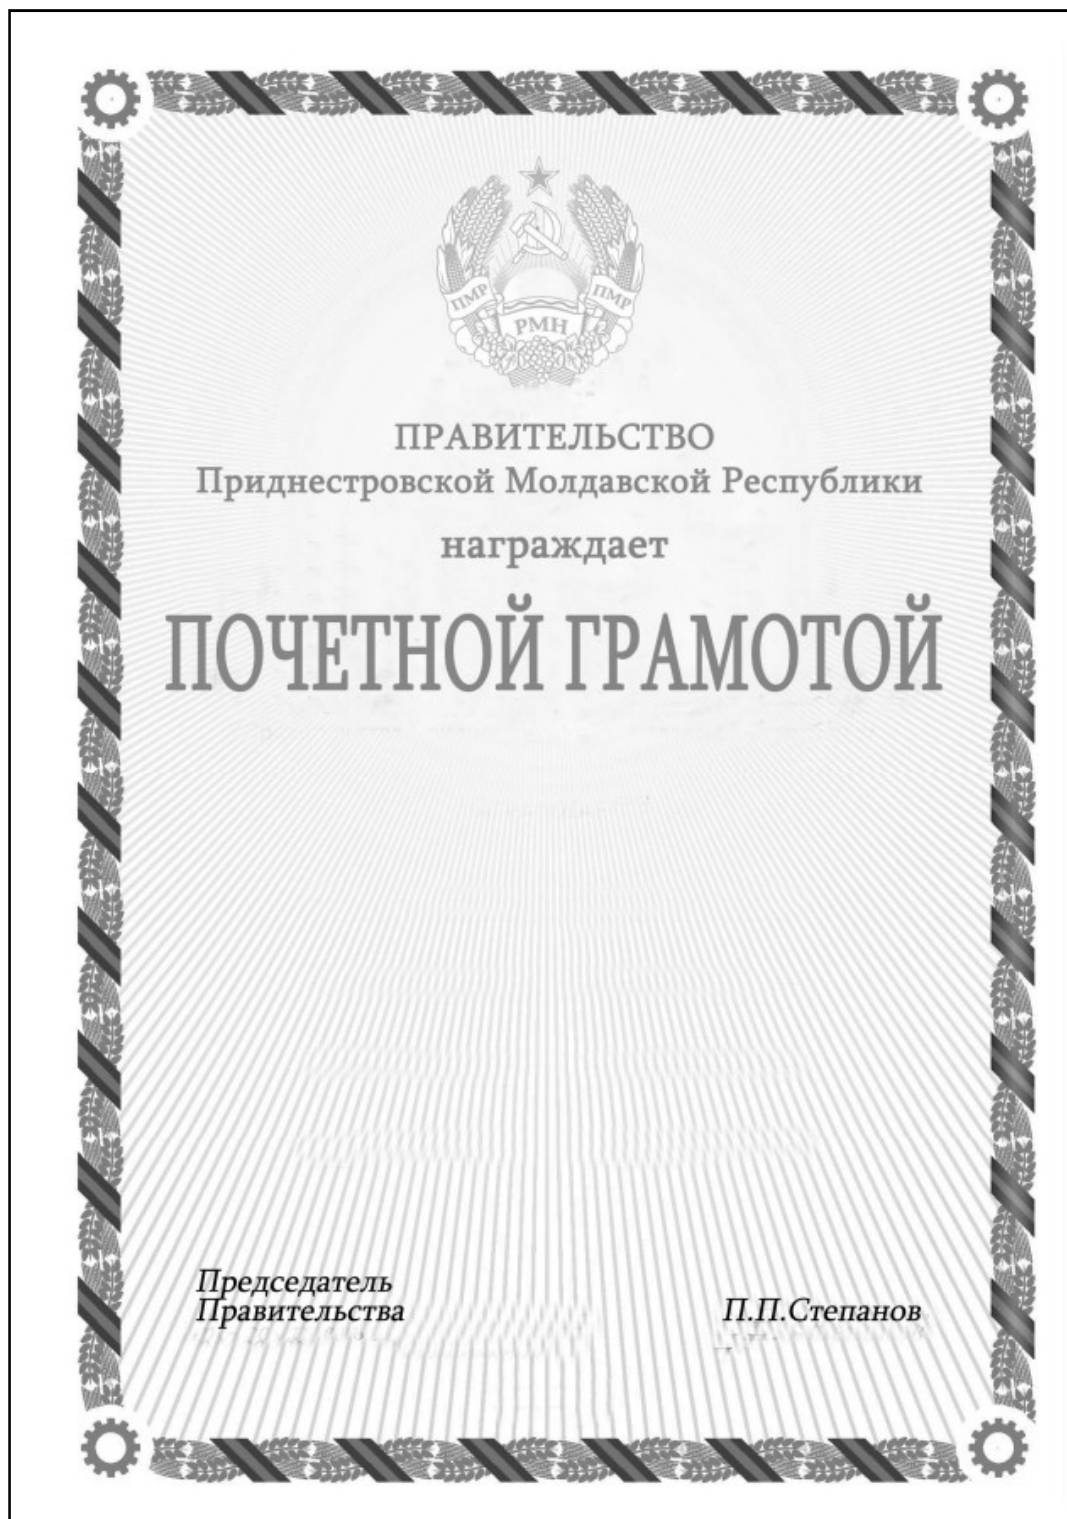 ПМР
ПМР
РМН
ПРАВИТЕЛЬСТВО
Приднестровской Молдавской Республики
награждает
ПОЧЕТНОЙ ГРАМОТОЙ
Председатель
Правительства
П.П.Степанов